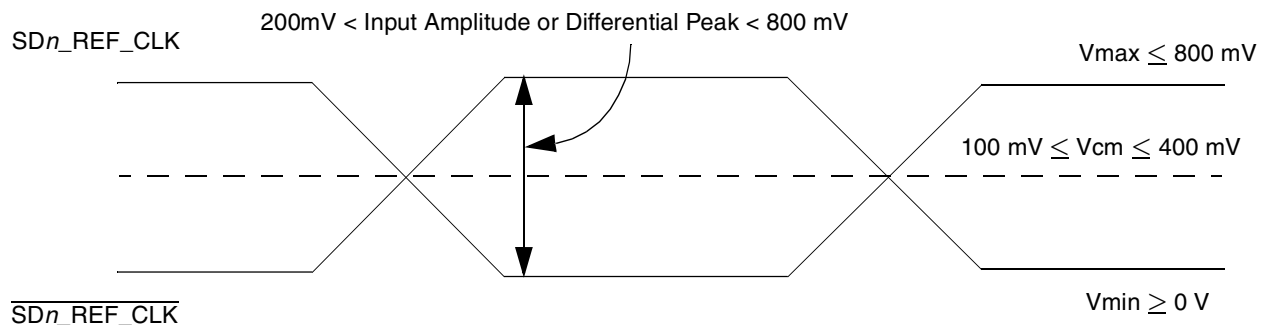 200mV < Input Amplitude or Differential Peak < 800 mV
SDn_REF_CLK
Vmax ≤ 800 mV
100 mV ≤ Vcm ≤ 400 mV
Vmin ≥ 0 V
S̅D̅n̅_̅R̅E̅F̅_̅C̅L̅K̅